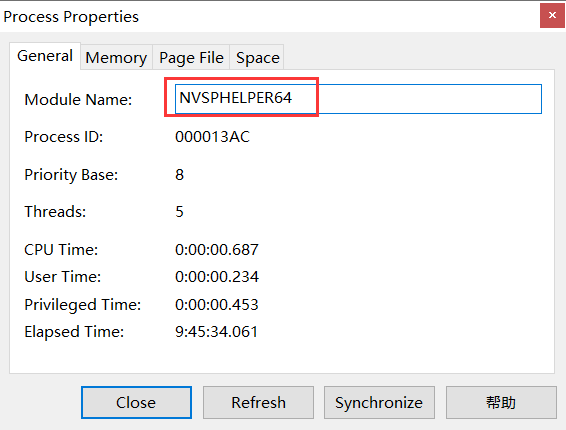 Process Properties
General Memory Page File Space
Module Name: NVSPHELPER64
Process ID: 000013AC
Priority Base: 8
Threads: 5
CPU Time: 0:00:00.687
User Time: 0:00:00.234
Privileged Time: 0:00:00.453
Elapsed Time: 9:45:34.061
Close Refresh Synchronize 帮助